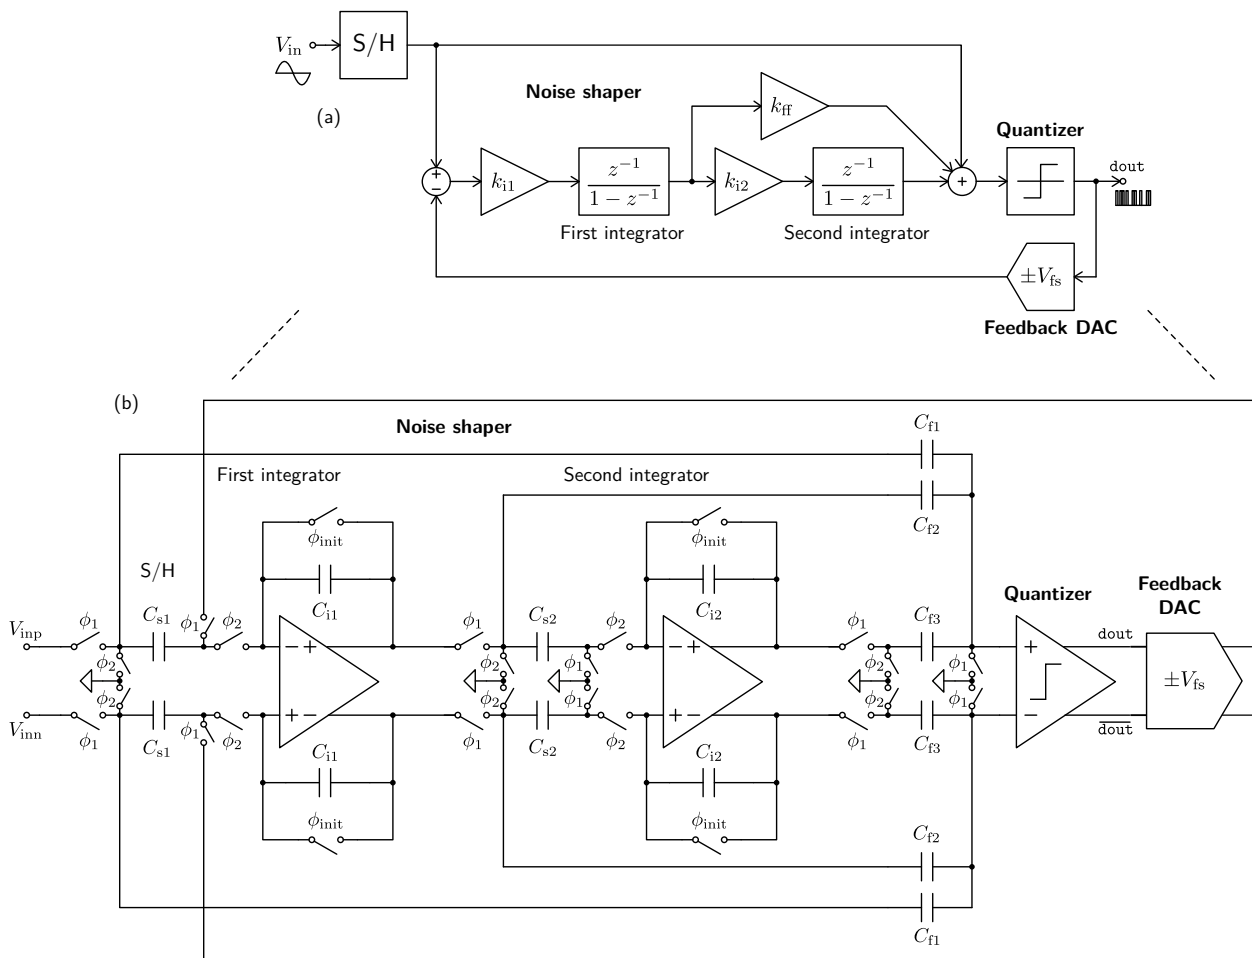 S/H
V_in
(a)
Noise shaper
k_ff
Quantizer
+
−
k_i1
z^−1
1 − z^−1
k_i2
z^−1
1 − z^−1
+
dout
First integrator
Second integrator
±V_fs
Feedback DAC
(b)
Noise shaper
C_f1
First integrator
Second integrator
C_f2
ϕ_init
ϕ_init
S/H
C_i1
C_i2
Quantizer
Feedback
DAC
V_inp
ϕ_1
C_s1
ϕ_1
ϕ_2
− +
ϕ_1
C_s2
ϕ_2
− +
ϕ_1
C_f3
+
dout
ϕ_2
ϕ_2
ϕ_1
ϕ_2
ϕ_1
±V_fs
ϕ_2
ϕ_2
ϕ_1
ϕ_2
ϕ_1
V_inn
ϕ_1
C_s1
ϕ_1
ϕ_2
+ −
ϕ_1
C_s2
ϕ_2
+ −
ϕ_1
C_f3
−
d̅o̅u̅t̅
C_i1
C_i2
ϕ_init
ϕ_init
C_f2
C_f1